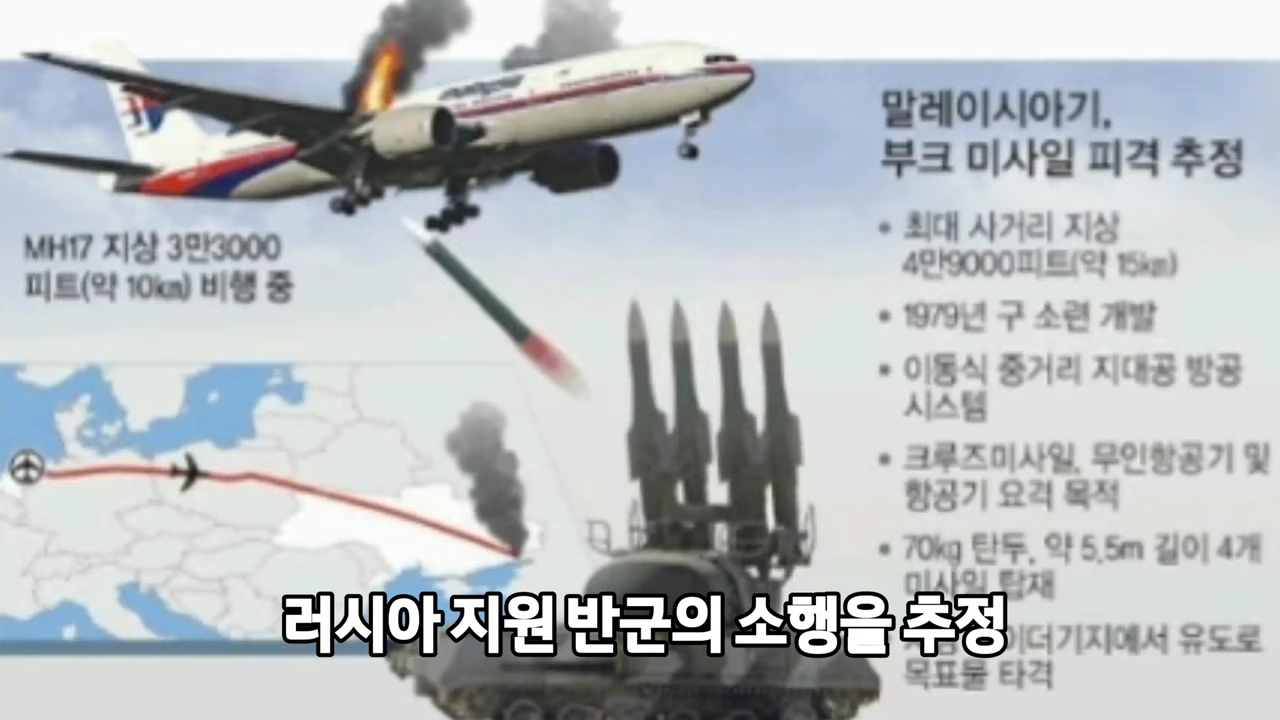 말레이시아기,
부크 미사일 피격 추정
MH17 지상 3만3000
피트(약 10㎞) 비행 중
• 최대 사거리 지상
4만9000피트(약 15㎞)
• 1979년 구 소련 개발
• 이동식 중거리 지대공 방공
시스템
• 크루즈미사일, 무인항공기 및
항공기 요격 목적
• 70kg 탄두, 약 5.5m 길이 4개
미사일 탑재
이더기지에서 유도로
목표물 타격
러시아 지원 반군의 소행을 추정